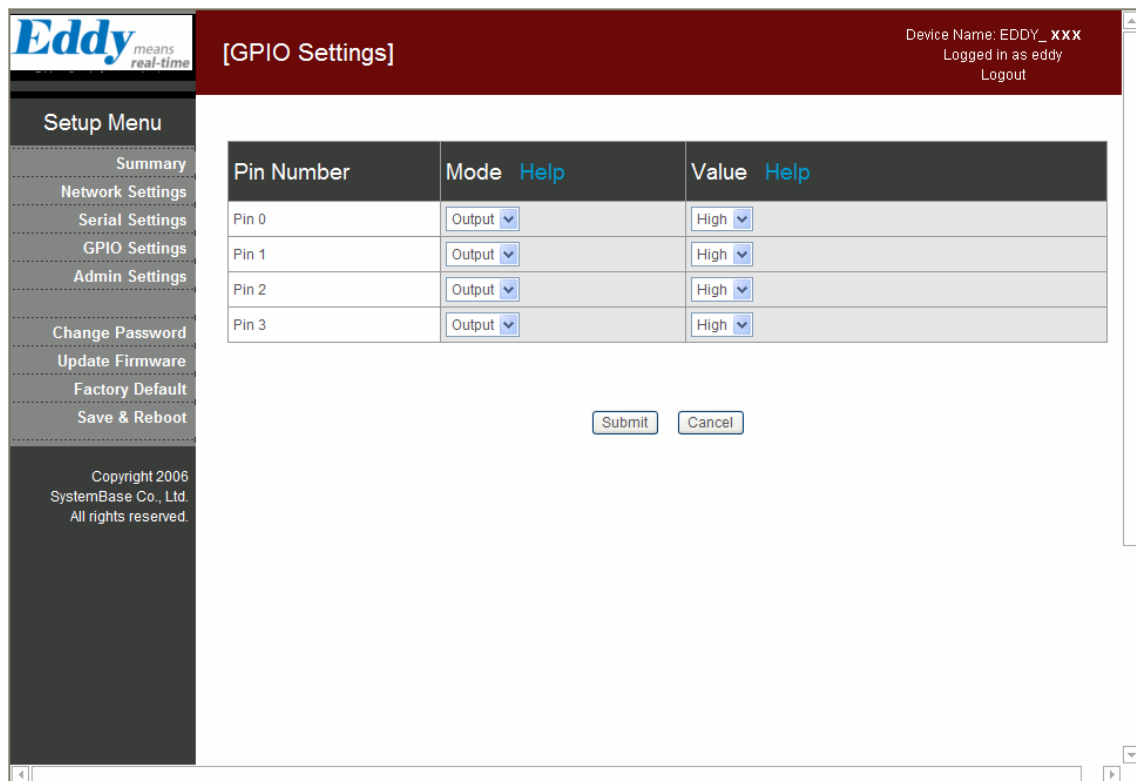 Eddy means
real-time
[GPIO Settings]
Device Name: EDDY_ XXX
Logged in as eddy
Logout
Setup Menu
Summary
Network Settings
Serial Settings
GPIO Settings
Admin Settings
Change Password
Update Firmware
Factory Default
Save & Reboot
Copyright 2006
SystemBase Co., Ltd.
All rights reserved.
Pin Number Mode Help Value Help
Pin 0 Output High
Pin 1 Output High
Pin 2 Output High
Pin 3 Output High
Submit Cancel